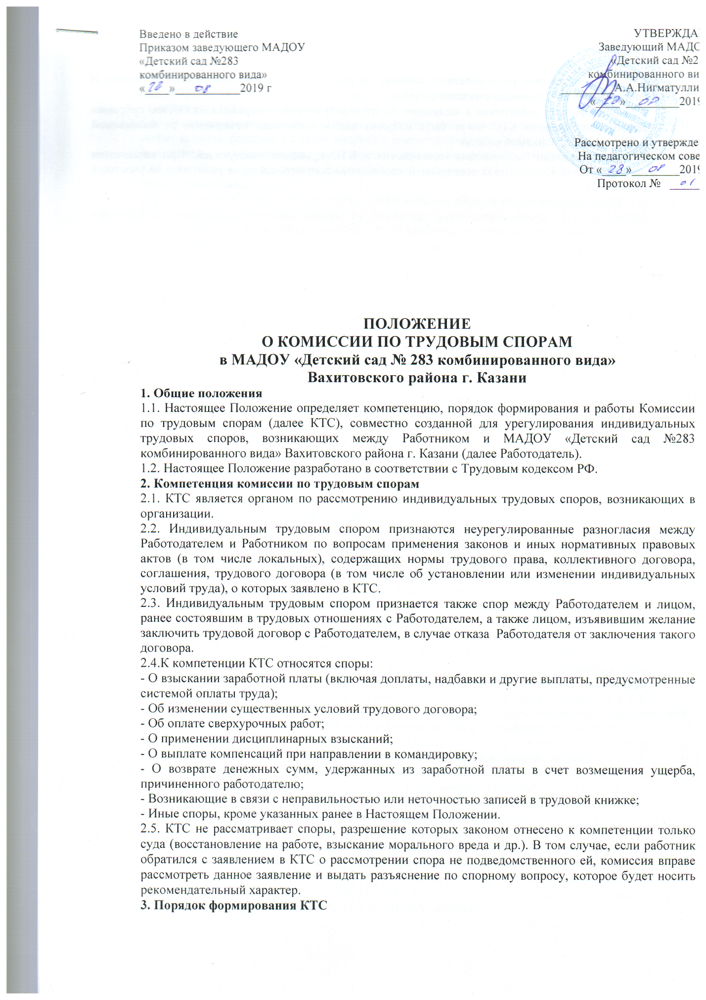 Введено в действие
Приказом заведующего МАДОУ
«Детский сад №283
комбинированного вида»
«28» 08 2019 г
УТВЕРЖДА
Заведующий МАДО
«Детский сад №2
комбинированного ви
А.А.Нигматулли
« » 2019
Рассмотрено и утвержде
На педагогическом сове
От «28» 08 2019
Протокол № 01
ПОЛОЖЕНИЕ
О КОМИССИИ ПО ТРУДОВЫМ СПОРАМ
в МАДОУ «Детский сад № 283 комбинированного вида»
Вахитовского района г. Казани
1. Общие положения
1.1. Настоящее Положение определяет компетенцию, порядок формирования и работы Комиссии
по трудовым спорам (далее КТС), совместно созданной для урегулирования индивидуальных
трудовых споров, возникающих между Работником и МАДОУ «Детский сад №283
комбинированного вида» Вахитовского района г. Казани (далее Работодатель).
1.2. Настоящее Положение разработано в соответствии с Трудовым кодексом РФ.
2. Компетенция комиссии по трудовым спорам
2.1. КТС является органом по рассмотрению индивидуальных трудовых споров, возникающих в
организации.
2.2. Индивидуальным трудовым спором признаются неурегулированные разногласия между
Работодателем и Работником по вопросам применения законов и иных нормативных правовых
актов (в том числе локальных), содержащих нормы трудового права, коллективного договора,
соглашения, трудового договора (в том числе об установлении или изменении индивидуальных
условий труда), о которых заявлено в КТС.
2.3. Индивидуальным трудовым спором признается также спор между Работодателем и лицом,
ранее состоявшим в трудовых отношениях с Работодателем, а также лицом, изъявившим желание
заключить трудовой договор с Работодателем, в случае отказа Работодателя от заключения такого
договора.
2.4.К компетенции КТС относятся споры:
- О взыскании заработной платы (включая доплаты, надбавки и другие выплаты, предусмотренные
системой оплаты труда);
- Об изменении существенных условий трудового договора;
- Об оплате сверхурочных работ;
- О применении дисциплинарных взысканий;
- О выплате компенсаций при направлении в командировку;
- О возврате денежных сумм, удержанных из заработной платы в счет возмещения ущерба,
причиненного работодателю;
- Возникающие в связи с неправильностью или неточностью записей в трудовой книжке;
- Иные споры, кроме указанных ранее в Настоящем Положении.
2.5. КТС не рассматривает споры, разрешение которых законом отнесено к компетенции только
суда (восстановление на работе, взыскание морального вреда и др.). В том случае, если работник
обратился с заявлением в КТС о рассмотрении спора не подведомственного ей, комиссия вправе
рассмотреть данное заявление и выдать разъяснение по спорному вопросу, которое будет носить
рекомендательный характер.
3. Порядок формирования КТС